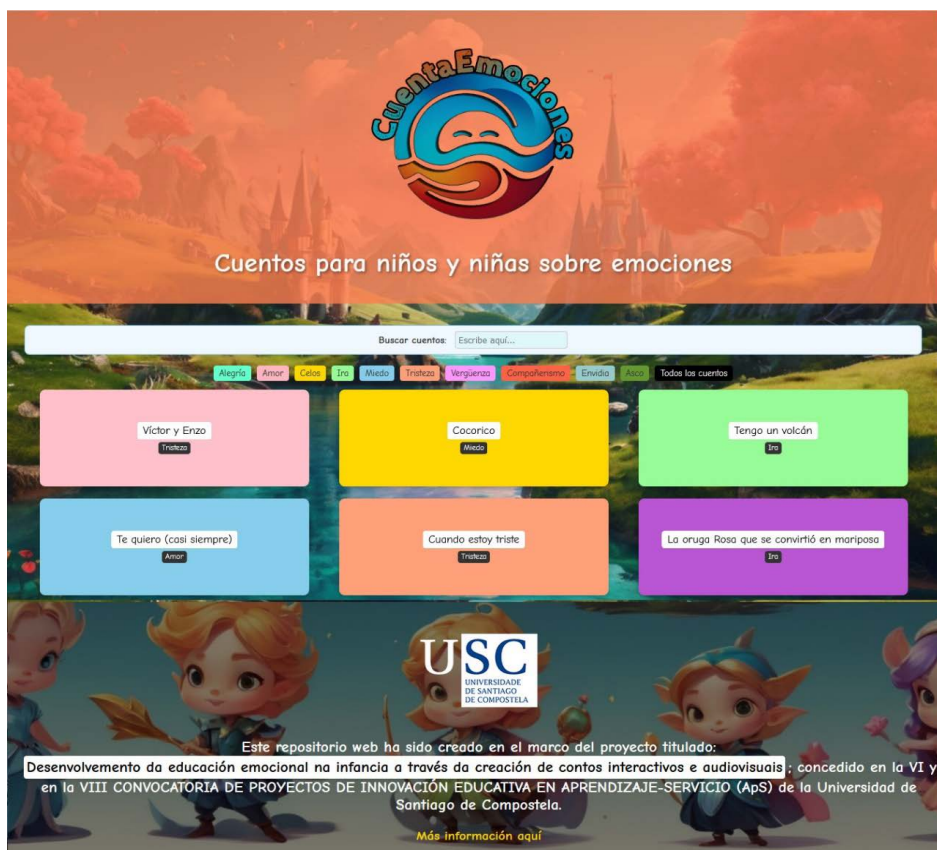 CuentaEmociones
Cuentos para niños y niñas sobre emociones
Buscar cuentos: Escribe aquí...
Alegría Amor Celos Ira Miedo Tristeza Vergüenza Compañerismo Envidia Asco Todos los cuentos
Víctor y Enzo
Tristeza
Cocorico
Miedo
Tengo un volcán
Ira
Te quiero (casi siempre)
Amor
Cuando estoy triste
Tristeza
La oruga Rosa que se convirtió en mariposa
Ira
USC
UNIVERSIDADE
DE SANTIAGO
DE COMPOSTELA
Este repositorio web ha sido creado en el marco del proyecto titulado:
Desenvolvemento da educación emocional na infancia a través da creación de contos interactivos e audiovisuais ; concedido en la VI y
en la VIII CONVOCATORIA DE PROYECTOS DE INNOVACIÓN EDUCATIVA EN APRENDIZAJE-SERVICIO (ApS) de la Universidad de
Santiago de Compostela.
Más información aquí